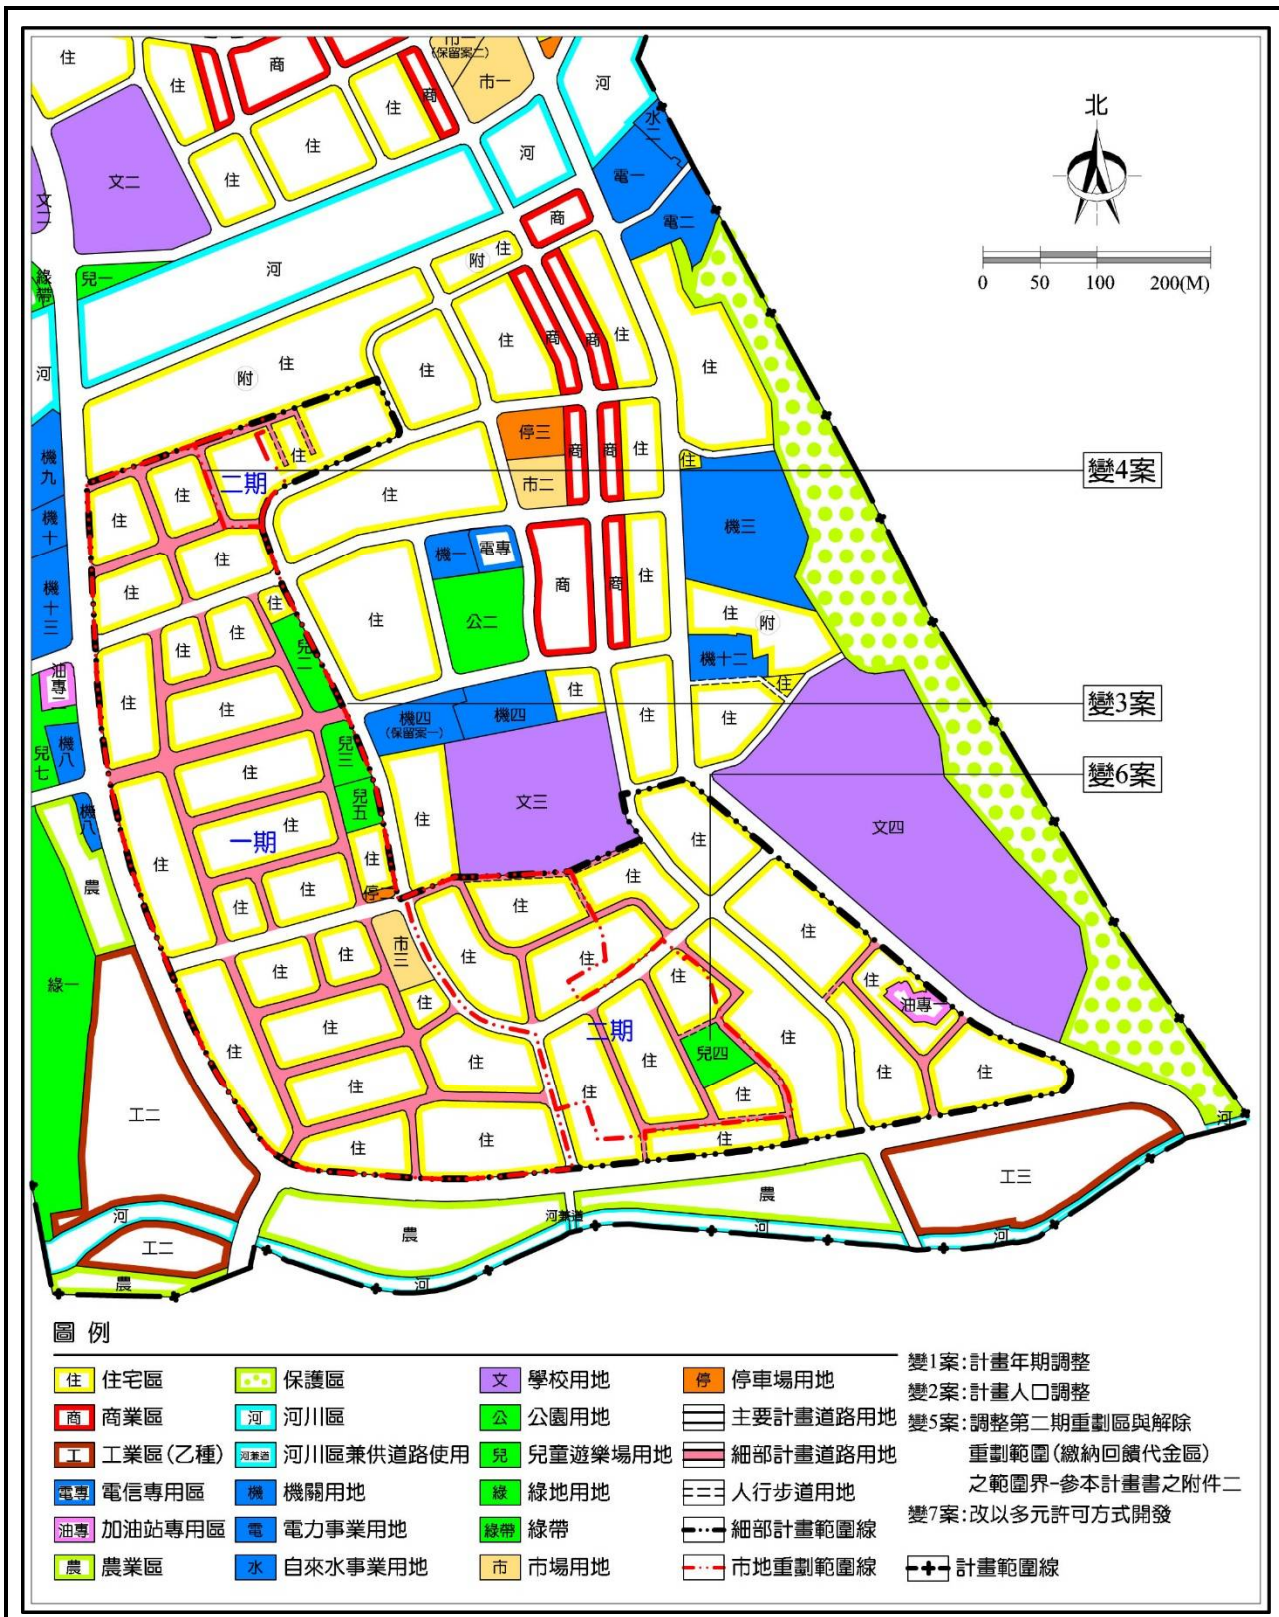 市一
(保留案二)
住
商
河
市一
住
住
商
水二
北
住
文二
河
電一
住
文二
商
電二
住
河
附
綠帶
兒一
0 50 100 200(M)
住
商
商
住
河
住
附
住
住
停三
商
商
住
住
變4案
機九
住
二期
住
市二
住
機十
住
機三
機一
電專
住
商
商
住
機十三
住
住
公二
住
附
住
住
住
機十二
兒二
油專二
住
住
機四
機四
住
住
住
變3案
(保留案一)
兒三
機八
兒七
住
變6案
兒五
文三
機八
住
住
文四
一期
住
住
住
農
住
住
停
住
住
市三
住
住
住
住
住
綠一
住
住
油專一
住
二期
兒四
住
住
住
住
住
住
住
工二
住
住
住
住
工三
河
農
河
河兼道
河
工二
農
河
農
河
圖 例
住 住宅區
商 商業區
工 工業區(乙種)
電專 電信專用區
油專 加油站專用區
農 農業區
保護區
河 河川區
河兼道 河川區兼供道路使用
機 機關用地
電 電力事業用地
水 自來水事業用地
文 學校用地
公 公園用地
兒 兒童遊樂場用地
綠 綠地用地
綠帶 綠帶
市 市場用地
停 停車場用地
主要計畫道路用地
細部計畫道路用地
人行步道用地
細部計畫範圍線
市地重劃範圍線
變1案:計畫年期調整
變2案:計畫人口調整
變5案:調整第二期重劃區與解除
重劃範圍(繳納回饋代金區)
之範圍界-參本計畫書之附件二
變7案:改以多元許可方式開發
計畫範圍線